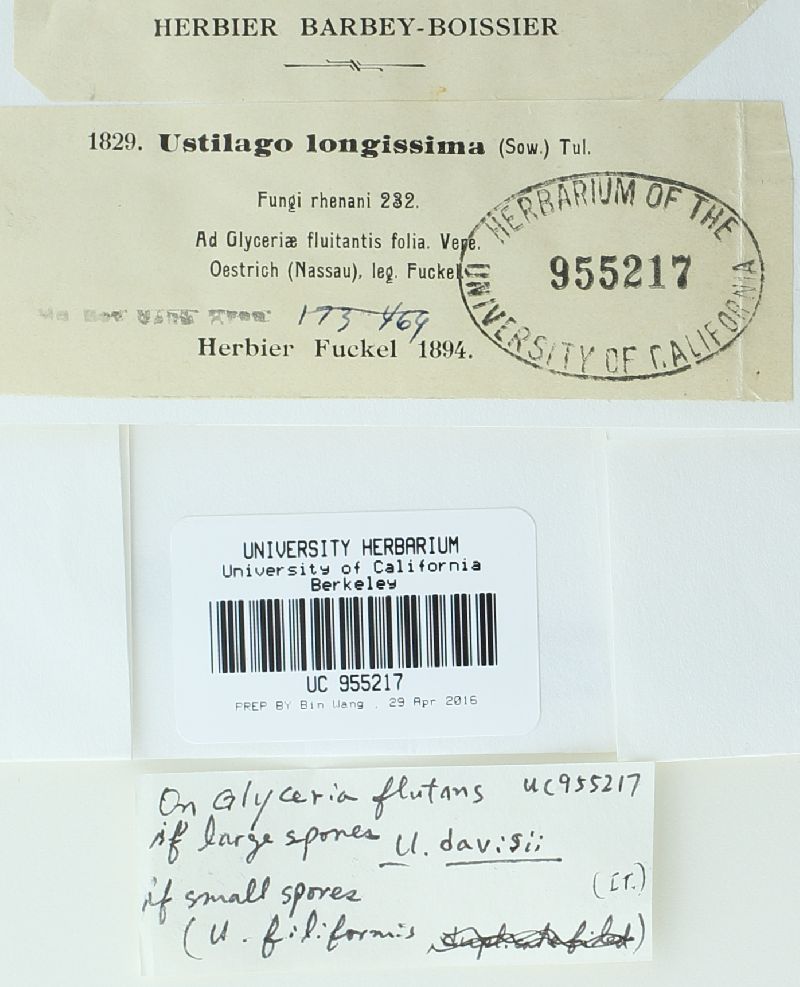 HERBIER BARBEY-BOISSIER
1829. Ustilago longissima (Sow.) Tul.
Fungi rhenani 232.
Ad Glyceriæ fluitantis folia. Vere.
Oestrich (Nassau), leg. Fuckel
173 469
Herbier Fuckel 1894.
HERBARIUM OF THE
955217
UNIVERSITY OF CALIFORNIA
UNIVERSITY HERBARIUM
University of California
Berkeley
UC 955217
PREP BY Bin Wang . 29 Apr 2016
On Glyceria flutans UC955217
if large spores U. davisii
if small spores (It.)
(U. filiformis)